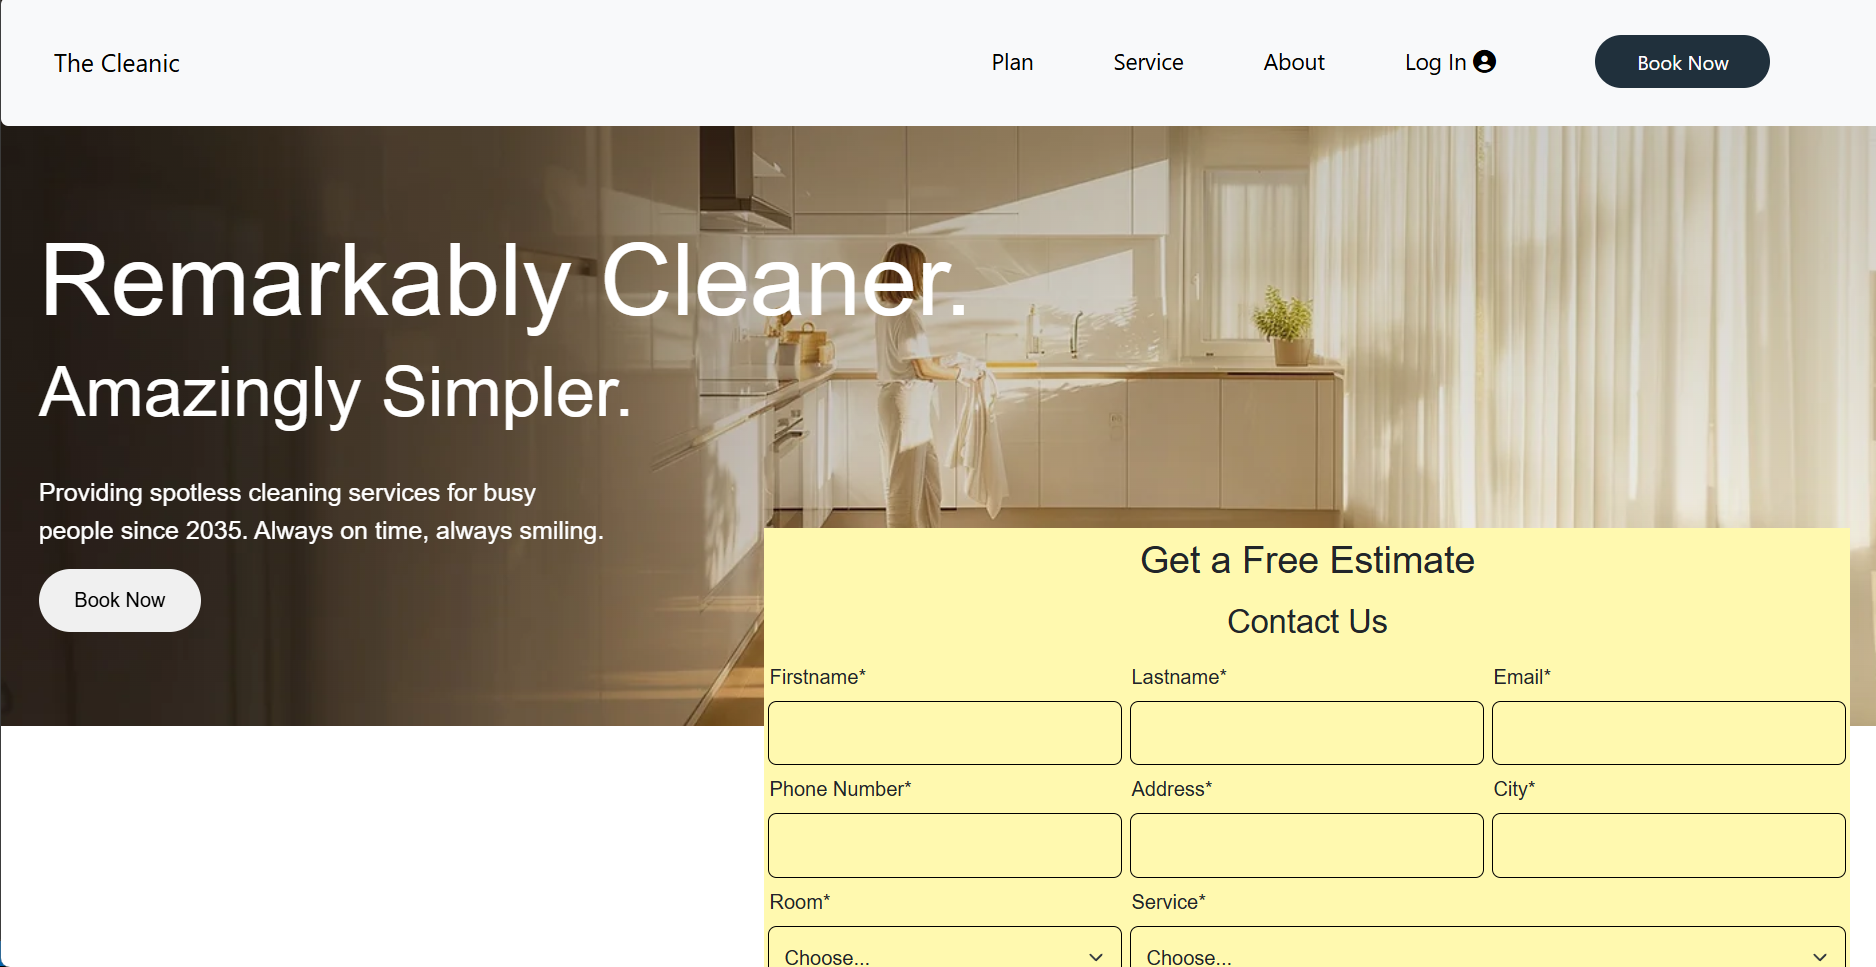 The Cleanic
Plan
Service
About
Log In
Book Now
Remarkably Cleaner.
Amazingly Simpler.
Providing spotless cleaning services for busy
people since 2035. Always on time, always smiling.
Book Now
Get a Free Estimate
Contact Us
Firstname*
Lastname*
Email*
Phone Number*
Address*
City*
Room*
Service*
Choose...
Choose...